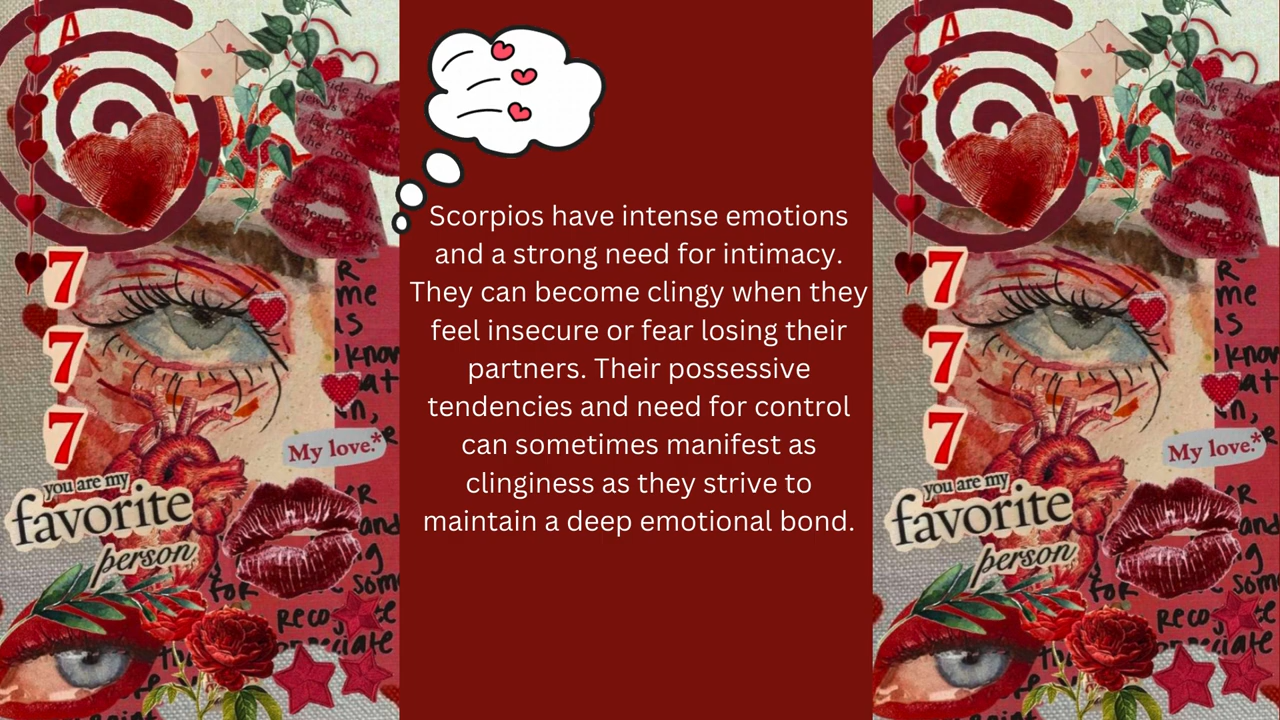 A
7
7
7
My love.*
you are my
favorite
person
Scorpios have intense emotions
and a strong need for intimacy.
They can become clingy when they
feel insecure or fear losing their
partners. Their possessive
tendencies and need for control
can sometimes manifest as
clinginess as they strive to
maintain a deep emotional bond.
7
7
7
My love.*
you are my
favorite
person